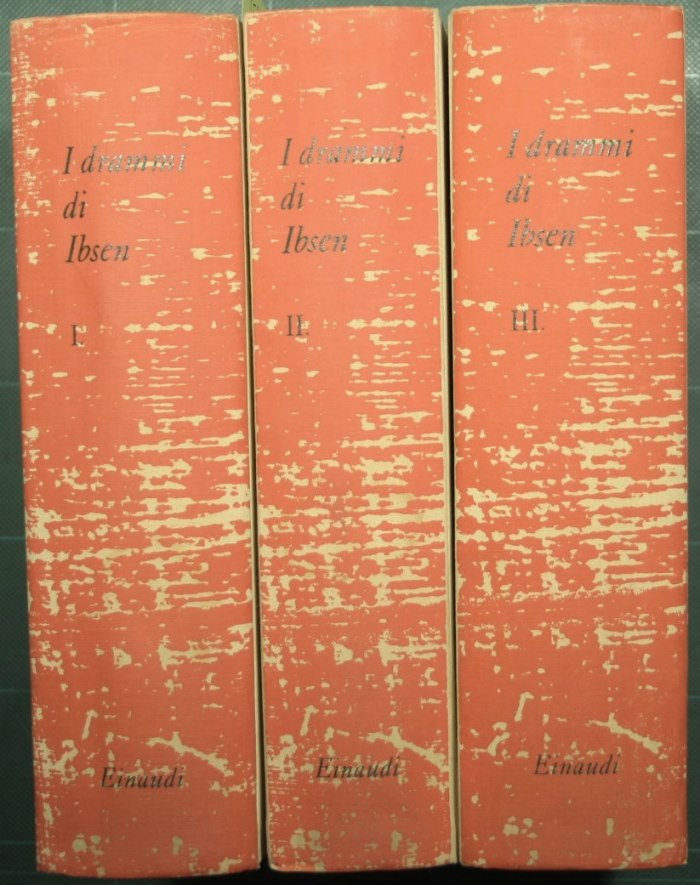 I drammi
di
Ibsen
I.
Einaudi
I drammi
di
Ibsen
II.
Einaudi
I drammi
di
Ibsen
III.
Einaudi